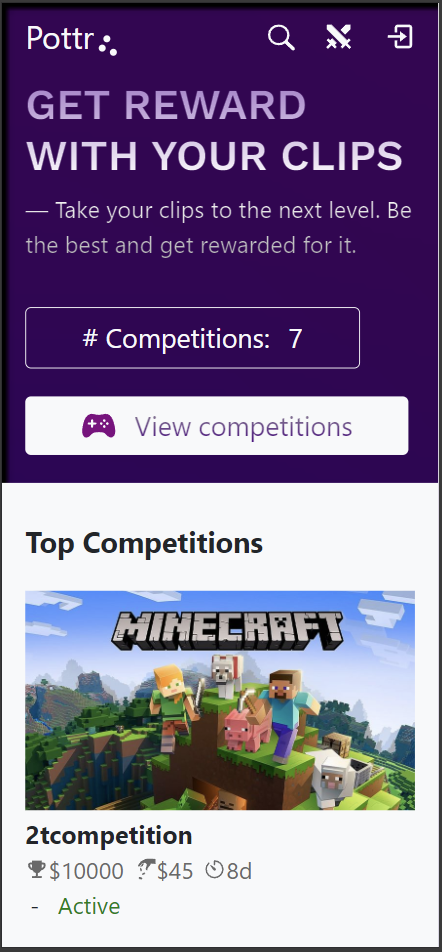 Pottr
GET REWARD
WITH YOUR CLIPS
— Take your clips to the next level. Be
the best and get rewarded for it.
# Competitions: 7
View competitions
Top Competitions
MINECRAFT
2tcompetition
$10000 $45 8d
- Active